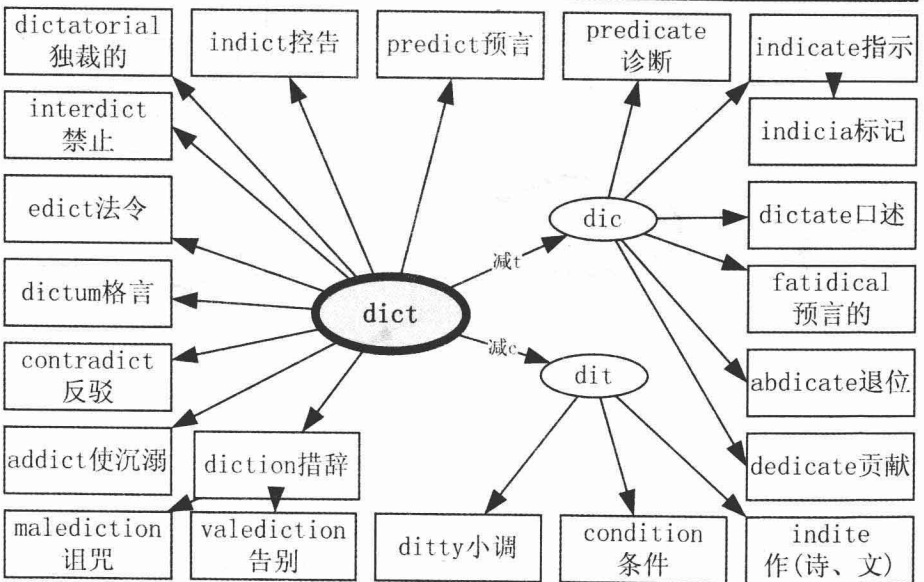 dictatorial
独裁的
indict控告
predict预言
predicate
诊断
indicate指示
interdict
禁止
indicia标记
edict法令
dic
dictate口述
减t
dictum格言
dict
fatidical
预言的
减c
contradict
反驳
dit
abdicate退位
addict使沉溺
diction措辞
dedicate贡献
malediction
诅咒
valediction
告别
ditty小调
condition
条件
indite
作(诗、文)